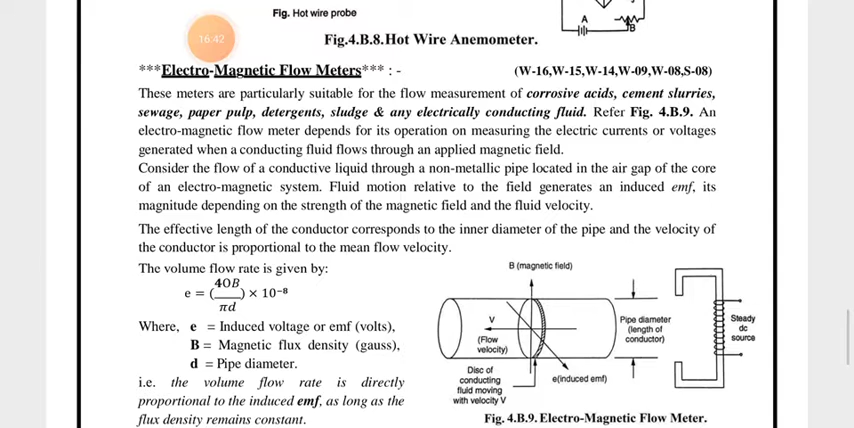 Fig. Hot wire probe
A
B
16:42
Fig.4.B.8.Hot Wire Anemometer.
***Electro-Magnetic Flow Meters*** : -
(W-16,W-15,W-14,W-09,W-08,S-08)
These meters are particularly suitable for the flow measurement of corrosive acids, cement slurries,
sewage, paper pulp, detergents, sludge & any electrically conducting fluid. Refer Fig. 4.B.9. An
electro-magnetic flow meter depends for its operation on measuring the electric currents or voltages
generated when a conducting fluid flows through an applied magnetic field.
Consider the flow of a conductive liquid through a non-metallic pipe located in the air gap of the core
of an electro-magnetic system. Fluid motion relative to the field generates an induced emf, its
magnitude depending on the strength of the magnetic field and the fluid velocity.
The effective length of the conductor corresponds to the inner diameter of the pipe and the velocity of
the conductor is proportional to the mean flow velocity.
The volume flow rate is given by:
e = (4OB/πd) × 10⁻⁸
Where, e = Induced voltage or emf (volts),
B = Magnetic flux density (gauss),
d = Pipe diameter.
i.e. the volume flow rate is directly
proportional to the induced emf, as long as the
flux density remains constant.
B (magnetic field)
V
(Flow
velocity)
Pipe diameter
(length of
conductor)
Steady
dc
source
Disc of
conducting
fluid moving
with velocity V
e(induced emf)
Fig. 4.B.9. Electro-Magnetic Flow Meter.